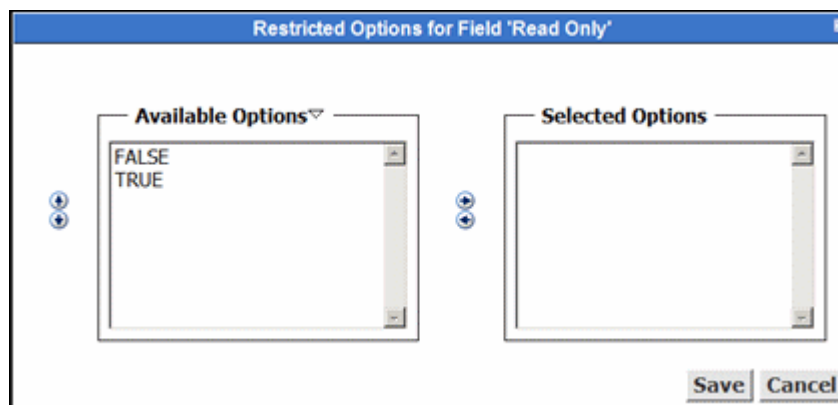 Restricted Options for Field 'Read Only'
Available Options
Selected Options
FALSE
TRUE
Save
Cancel